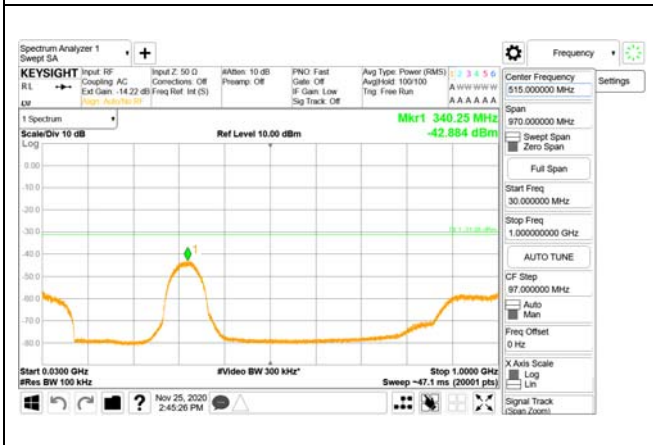 Spectrum Analyzer 1
Swept SA
+
Frequency
KEYSIGHT
RL
Input: RF
Coupling: AC
Ext Gain: -14.22 dB
Align: Auto/No RF
Input Z: 50 Ω
Corrections: Off
Freq Ref: Int (S)
#Atten: 10 dB
Preamp: Off
PNO: Fast
Gate: Off
IF Gain: Low
Sig Track: Off
Avg Type: Power (RMS)
Avg|Hold: 100/100
Trig: Free Run
1 2 3 4 5 6
A W W W W W
A A A A A A
1 Spectrum
Scale/Div 10 dB
Ref Level 10.00 dBm
Mkr1 340.25 MHz
-42.884 dBm
Log
0.00
-10.0
-20.0
-30.0
-40.0
-50.0
-60.0
-70.0
-80.0
1
Start 0.0300 GHz
#Res BW 100 kHz
#Video BW 300 kHz*
Stop 1.0000 GHz
Sweep ~47.1 ms (20001 pts)
Nov 25, 2020
2:45:26 PM
?
Center Frequency
515.000000 MHz
Settings
Span
970.000000 MHz
Swept Span
Zero Span
Full Span
Start Freq
30.000000 MHz
Stop Freq
1.000000000 GHz
AUTO TUNE
CF Step
97.000000 MHz
Auto
Man
Freq Offset
0 Hz
X Axis Scale
Log
Lin
Signal Track
(Span Zoom)